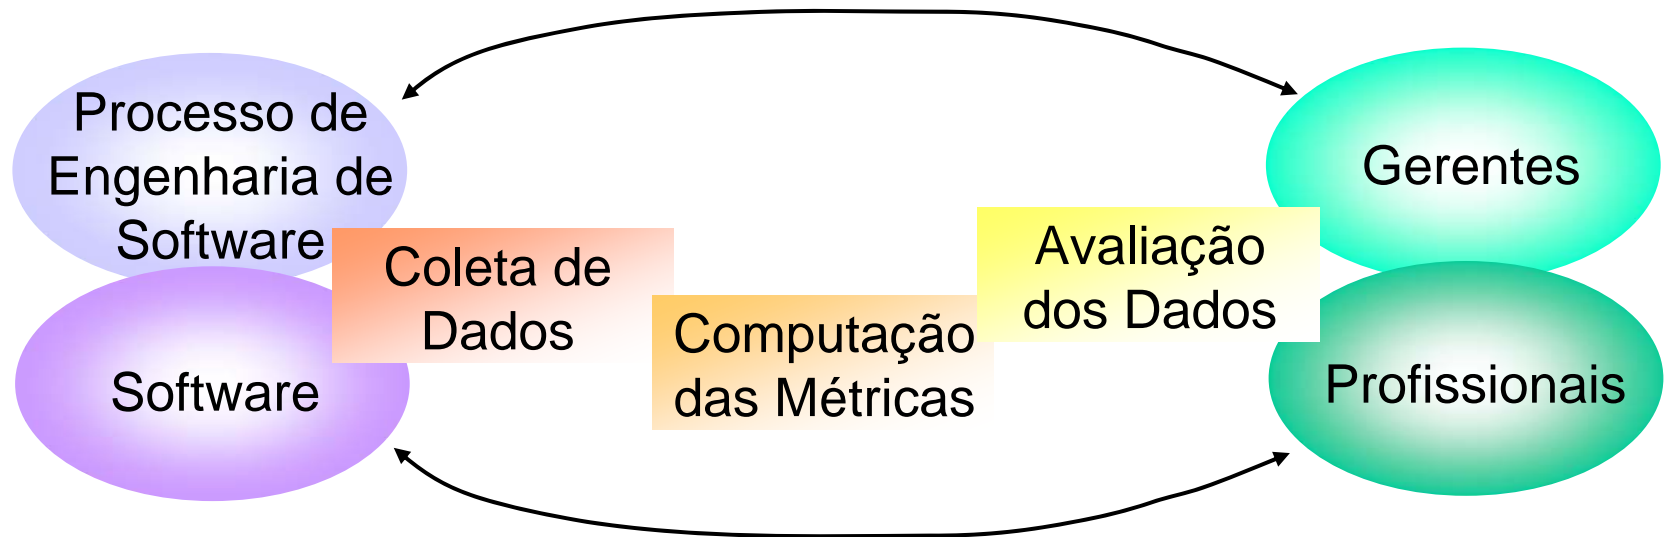 Processo de
Engenharia de
Software
Software
Coleta de
Dados
Computação
das Métricas
Avaliação
dos Dados
Gerentes
Profissionais